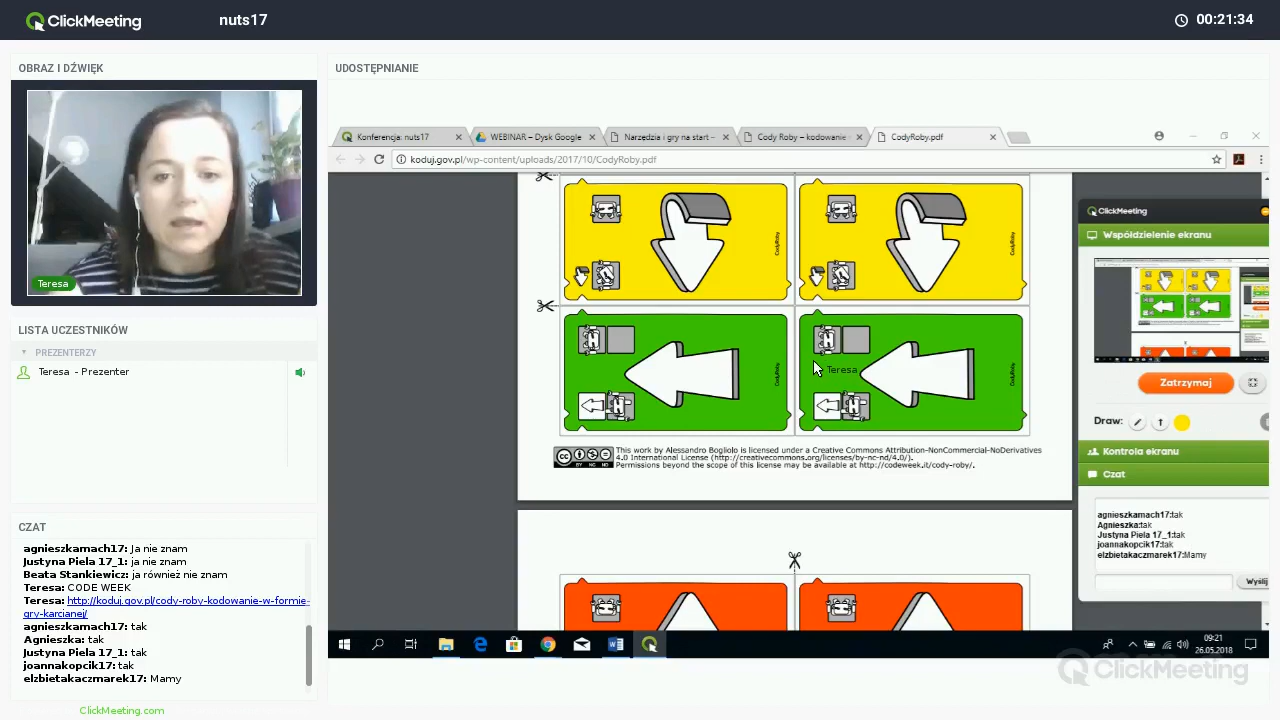 ClickMeeting
nuts17
00:21:34
OBRAZ I DŹWIĘK
Teresa
LISTA UCZESTNIKÓW
PREZENTERZY
Teresa - Prezenter
CZAT
agnieszkamach17: Ja nie znam
Justyna Piela 17_1: ja nie znam
Beata Stankiewicz: ja również nie znam
Teresa: CODE WEEK
Teresa: http://koduj.gov.pl/cody-roby-kodowanie-w-formie-
gry-karcianej/
agnieszkamach17: tak
Agnieszka: tak
Justyna Piela 17_1: tak
joannakopcik17: tak
elzbietakaczmarek17: Mamy
ClickMeeting.com
UDOSTĘPNIANIE
Konferencja: nuts17
WEBINAR – Dysk Google
Narzędzia i gry na start –
Cody Roby – kodowanie
CodyRoby.pdf
koduj.gov.pl/wp-content/uploads/2017/10/CodyRoby.pdf
CodyRoby
CodyRoby
CodyRoby
Teresa
CodyRoby
This work by Alessandro Bogliolo is licensed under a Creative Commons Attribution-NonCommercial-NoDerivatives
4.0 International License (http://creativecommons.org/licenses/by-nc-nd/4.0/).
Permissions beyond the scope of this license may be available at http://codeweek.it/cody-roby/.
cc
BY NC ND
ClickMeeting
Współdzielenie ekranu
Zatrzymaj
Draw:
Kontrola ekranu
Czat
agnieszkamach17:tak
Agnieszka:tak
Justyna Piela 17_1:tak
joannakopcik17:tak
elzbietakaczmarek17:Mamy
Wyślij
09:21
26.05.2018
ClickMeeting